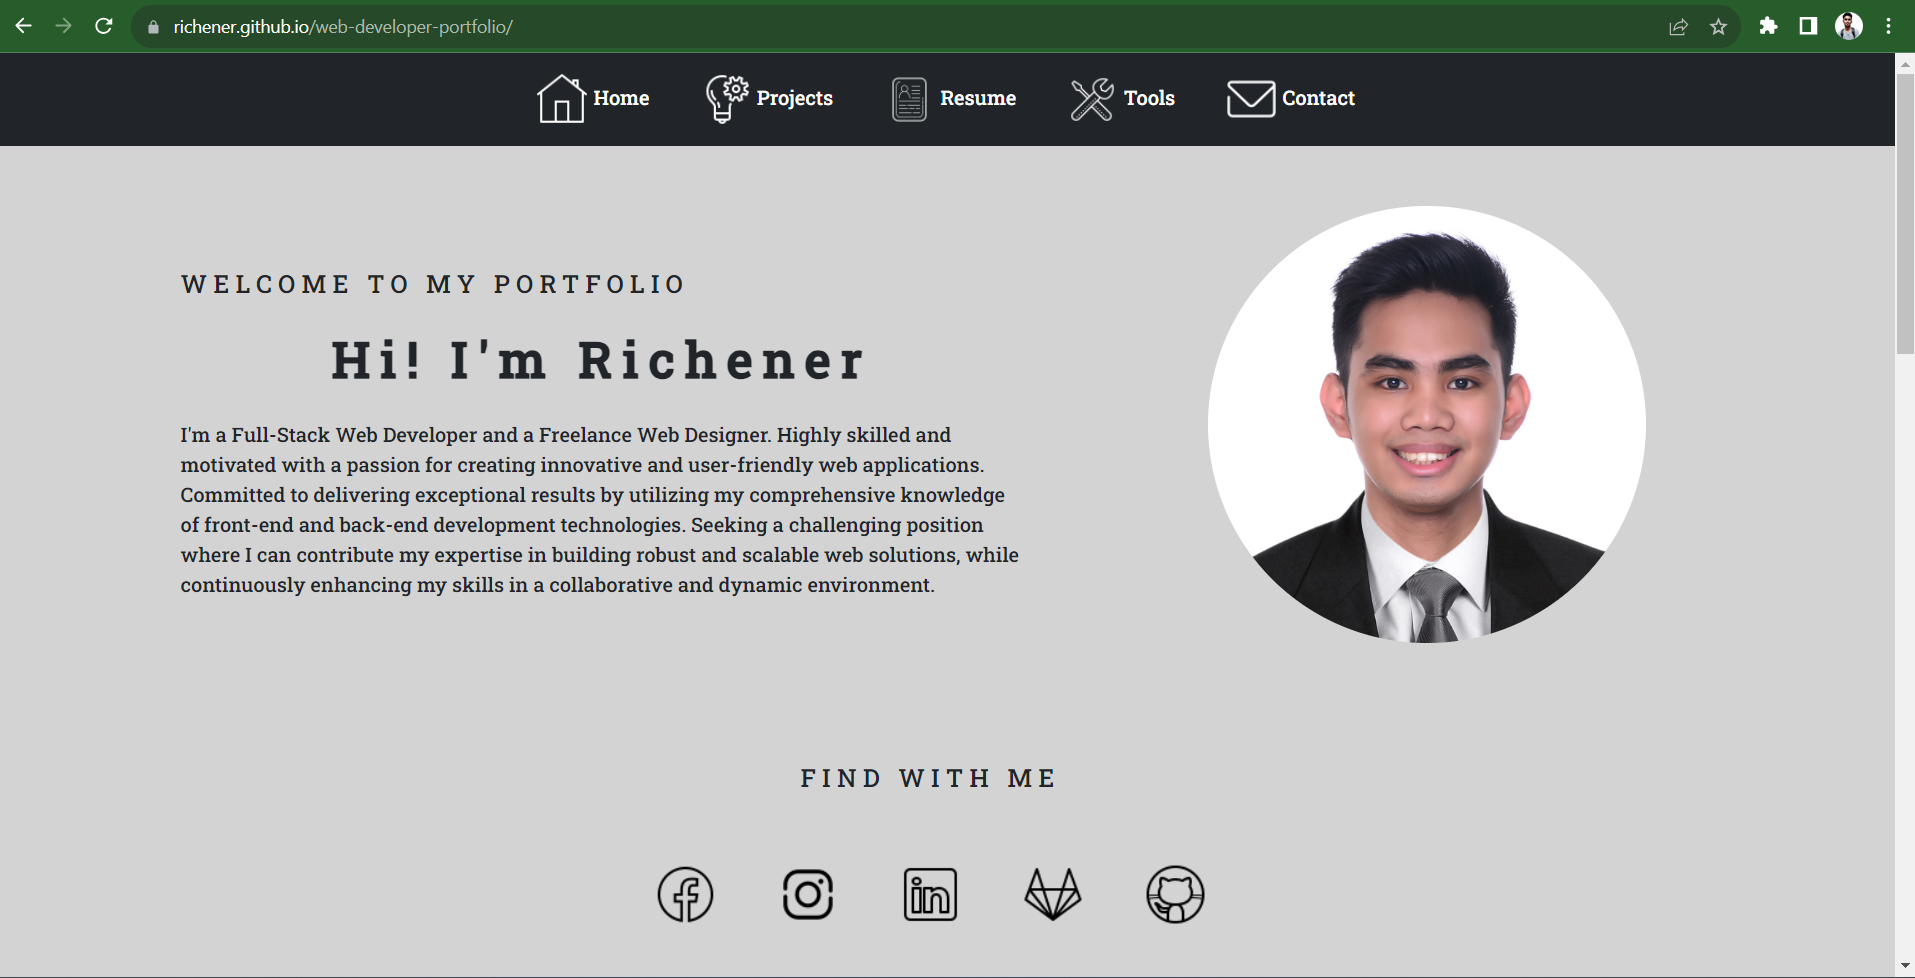 richener.github.io/web-developer-portfolio/
Home Projects Resume Tools Contact
WELCOME TO MY PORTFOLIO
Hi! I'm Richener
I'm a Full-Stack Web Developer and a Freelance Web Designer. Highly skilled and
motivated with a passion for creating innovative and user-friendly web applications.
Committed to delivering exceptional results by utilizing my comprehensive knowledge
of front-end and back-end development technologies. Seeking a challenging position
where I can contribute my expertise in building robust and scalable web solutions, while
continuously enhancing my skills in a collaborative and dynamic environment.
FIND WITH ME